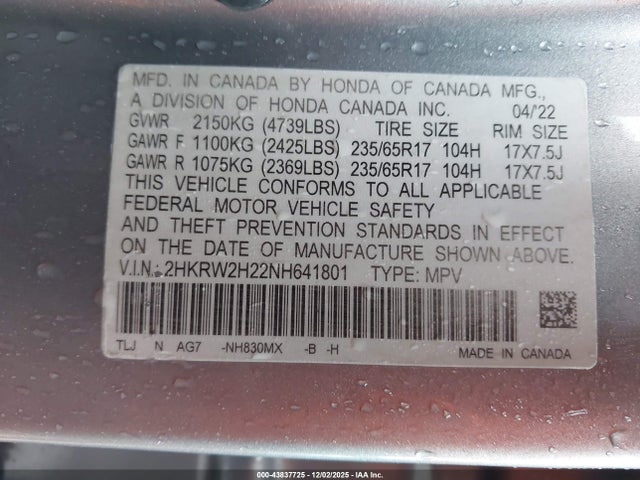 MFD. IN CANADA BY HONDA OF CANADA MFG.,
A DIVISION OF HONDA CANADA INC. 04/'22
GVWR 2150KG (4739LBS) TIRE SIZE RIM SIZE
GAWR F 1100KG (2425LBS) 235/65R17 104H 17X7.5J
GAWR R 1075KG (2369LBS) 235/65R17 104H 17X7.5J
THIS VEHICLE CONFORMS TO ALL APPLICABLE
FEDERAL MOTOR VEHICLE SAFETY
AND THEFT PREVENTION STANDARDS IN EFFECT
ON THE DATE OF MANUFACTURE SHOWN ABOVE.
V.I.N.: 2HKRW2H22NH641801 TYPE: MPV
TLJ N AG7 -NH830MX -B -H MADE IN CANADA
000-43837725 - 12/02/2025 - IAA Inc.